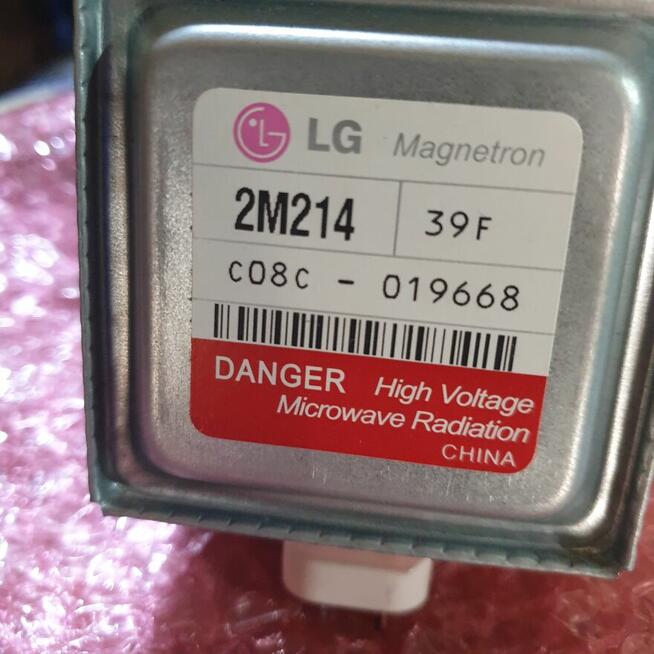 LG Magnetron
2M214 39F
C08C - 019668
DANGER High Voltage
Microwave Radiation
CHINA